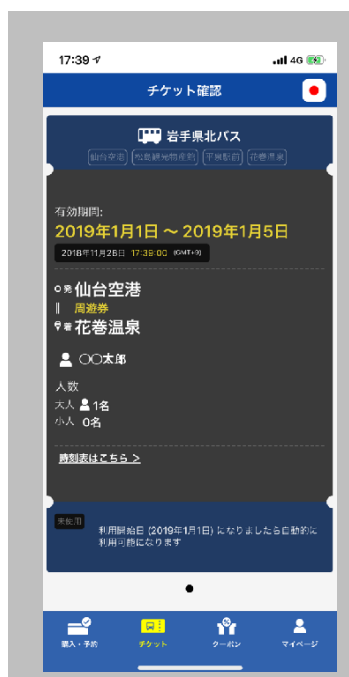 17:39
4G
チケット確認
岩手県北バス
仙台空港 松島観光物産館 平泉駅前 花巻温泉
有効期間:
2019年1月1日 ~ 2019年1月5日
2018年11月26日 17:39:00 (GMT+9)
発 仙台空港
周遊券
着 花巻温泉
○○太郎
人数
大人 1名
小人 0名
時刻表はこちら >
未使用
利用開始日 (2019年1月1日) になりましたら自動的に
利用可能になります
購入・予約 チケット クーポン マイページ